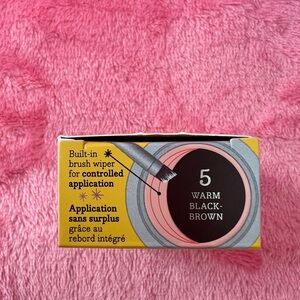 Built-in
brush wiper
for controlled
application
Application
sans surplus
grâce au
rebord intégré
5
WARM
BLACK-
BROWN